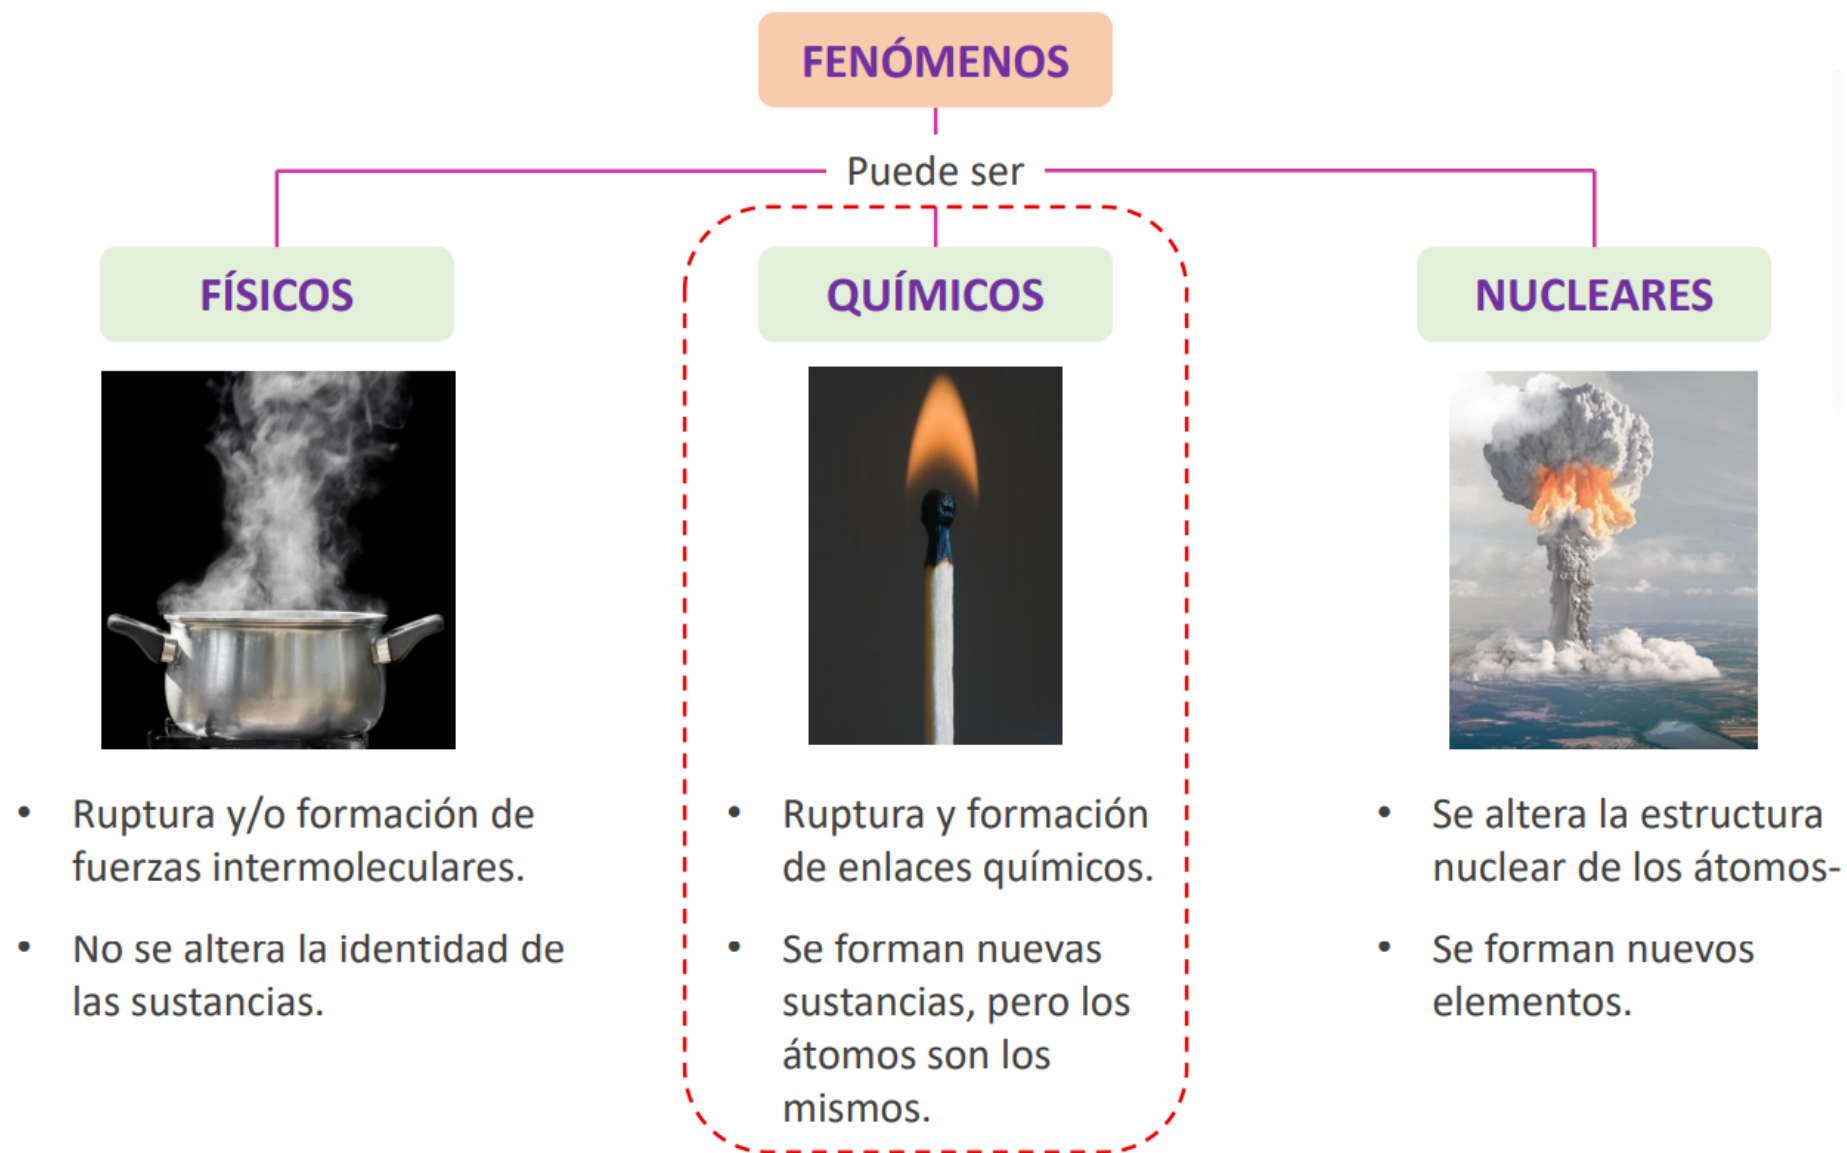 FENÓMENOS
Puede ser
FÍSICOS
• Ruptura y/o formación de
fuerzas intermoleculares.
• No se altera la identidad de
las sustancias.
QUÍMICOS
• Ruptura y formación
de enlaces químicos.
• Se forman nuevas
sustancias, pero los
átomos son los
mismos.
NUCLEARES
• Se altera la estructura
nuclear de los átomos-
• Se forman nuevos
elementos.